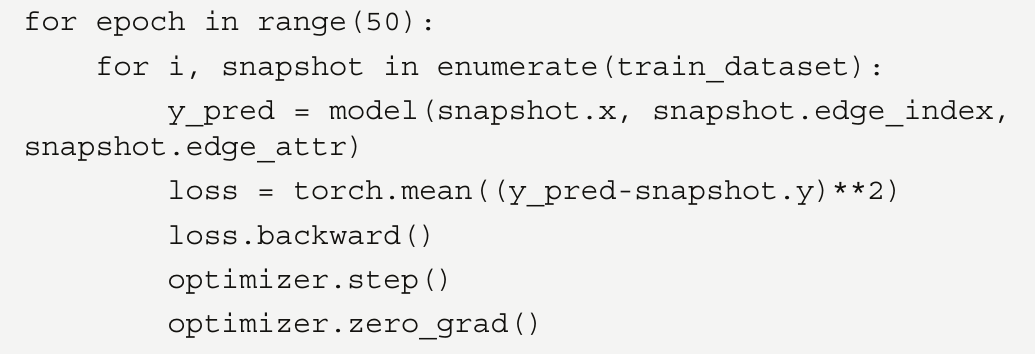 for epoch in range(50):
    for i, snapshot in enumerate(train_dataset):
        y_pred = model(snapshot.x, snapshot.edge_index,
snapshot.edge_attr)
        loss = torch.mean((y_pred-snapshot.y)**2)
        loss.backward()
        optimizer.step()
        optimizer.zero_grad()